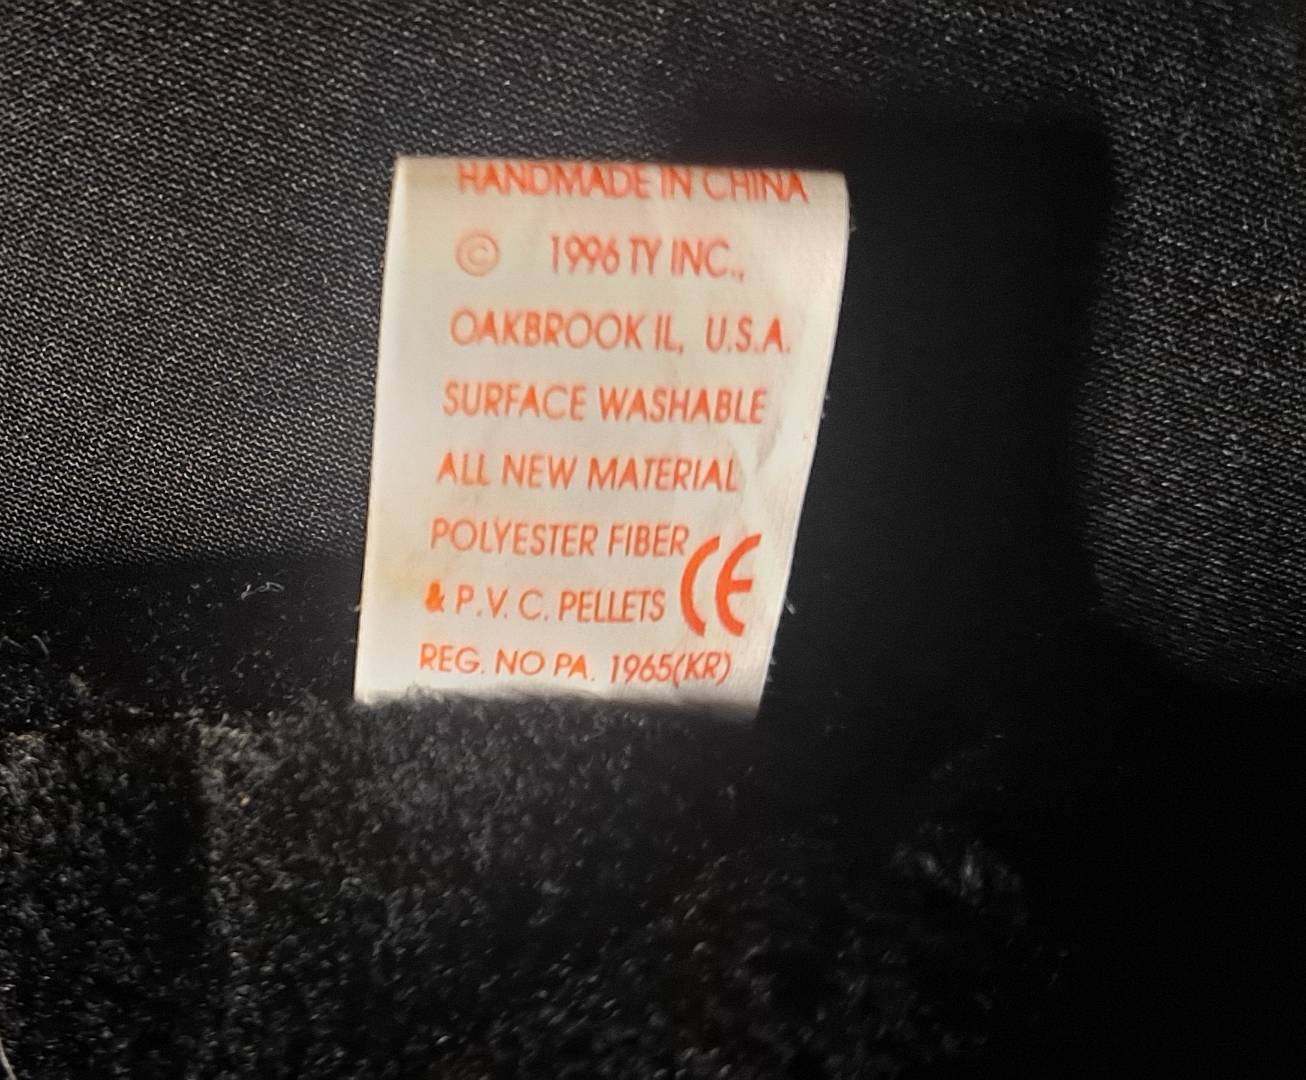 HANDMADE IN CHINA
© 1996 TY INC.,
OAKBROOK IL, U.S.A.
SURFACE WASHABLE
ALL NEW MATERIAL
POLYESTER FIBER
& P.V.C. PELLETS CE
REG. NO PA. 1965(KR)